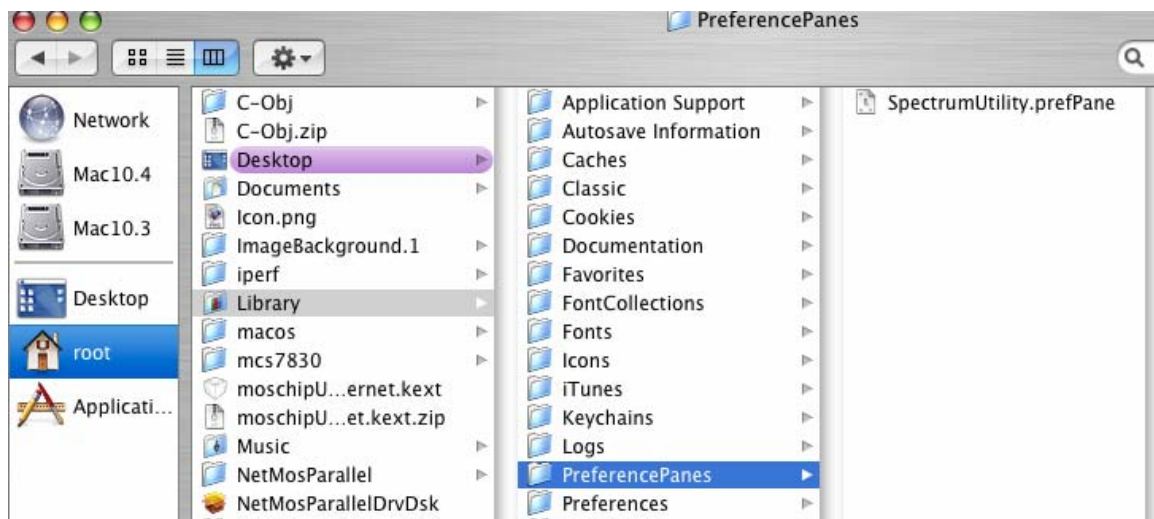 PreferencePanes
Network
Mac10.4
Mac10.3
Desktop
root
Applicati...
C-Obj
C-Obj.zip
Desktop
Documents
Icon.png
ImageBackground.1
iperf
Library
macos
mcs7830
moschipU...ernet.kext
moschipU...et.kext.zip
Music
NetMosParallel
NetMosParallelDrvDsk
Application Support
Autosave Information
Caches
Classic
Cookies
Documentation
Favorites
FontCollections
Fonts
Icons
iTunes
Keychains
Logs
PreferencePanes
Preferences
SpectrumUtility.prefPane